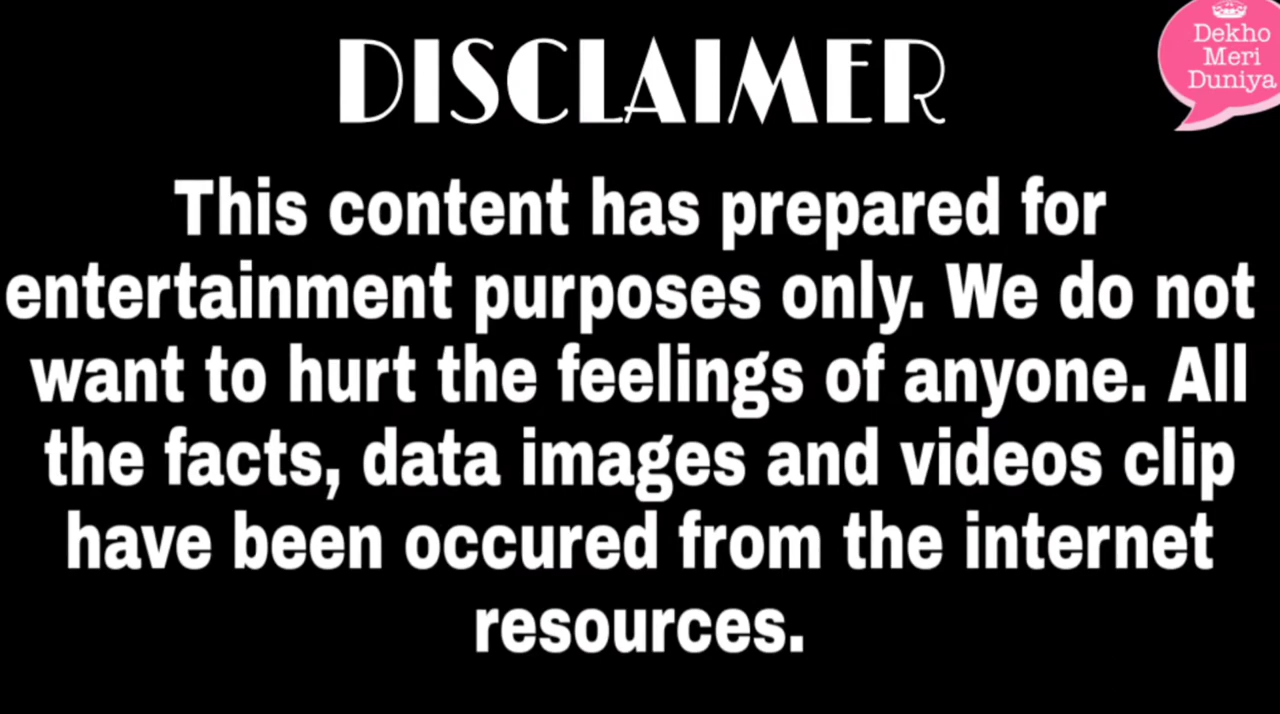 DISCLAIMER
Dekho
Meri
Duniya
This content has prepared for
entertainment purposes only. We do not
want to hurt the feelings of anyone. All
the facts, data images and videos clip
have been occured from the internet
resources.